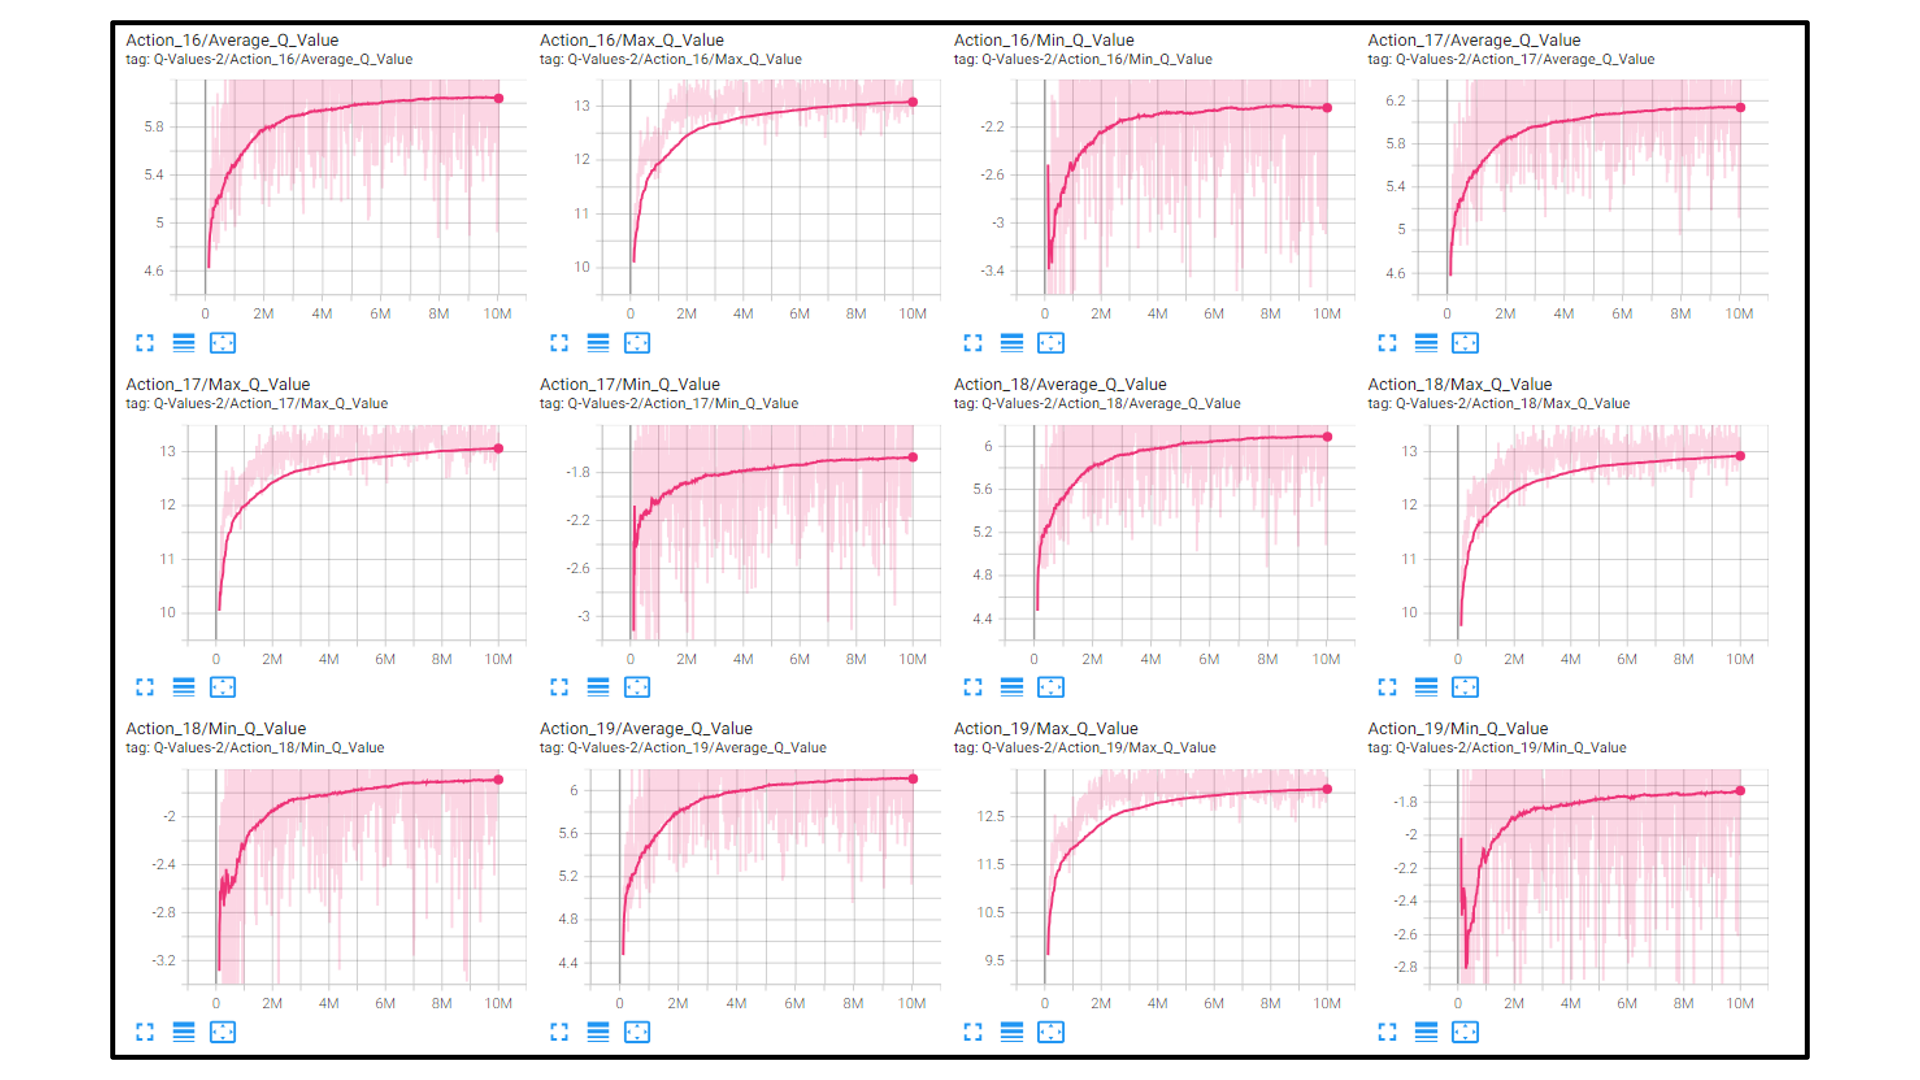 Action_16/Average_Q_Value
tag: Q-Values-2/Action_16/Average_Q_Value
5.8
5.4
5
4.6
0 2M 4M 6M 8M 10M
Action_16/Max_Q_Value
tag: Q-Values-2/Action_16/Max_Q_Value
13
12
11
10
0 2M 4M 6M 8M 10M
Action_16/Min_Q_Value
tag: Q-Values-2/Action_16/Min_Q_Value
-2.2
-2.6
-3
-3.4
0 2M 4M 6M 8M 10M
Action_17/Average_Q_Value
tag: Q-Values-2/Action_17/Average_Q_Value
6.2
5.8
5.4
5
4.6
0 2M 4M 6M 8M 10M
Action_17/Max_Q_Value
tag: Q-Values-2/Action_17/Max_Q_Value
13
12
11
10
0 2M 4M 6M 8M 10M
Action_17/Min_Q_Value
tag: Q-Values-2/Action_17/Min_Q_Value
-1.8
-2.2
-2.6
-3
0 2M 4M 6M 8M 10M
Action_18/Average_Q_Value
tag: Q-Values-2/Action_18/Average_Q_Value
6
5.6
5.2
4.8
4.4
0 2M 4M 6M 8M 10M
Action_18/Max_Q_Value
tag: Q-Values-2/Action_18/Max_Q_Value
13
12
11
10
0 2M 4M 6M 8M 10M
Action_18/Min_Q_Value
tag: Q-Values-2/Action_18/Min_Q_Value
-2
-2.4
-2.8
-3.2
0 2M 4M 6M 8M 10M
Action_19/Average_Q_Value
tag: Q-Values-2/Action_19/Average_Q_Value
6
5.6
5.2
4.8
4.4
0 2M 4M 6M 8M 10M
Action_19/Max_Q_Value
tag: Q-Values-2/Action_19/Max_Q_Value
12.5
11.5
10.5
9.5
0 2M 4M 6M 8M 10M
Action_19/Min_Q_Value
tag: Q-Values-2/Action_19/Min_Q_Value
-1.8
-2
-2.2
-2.2
-2.4
-2.6
-2.8
0 2M 4M 6M 8M 10M